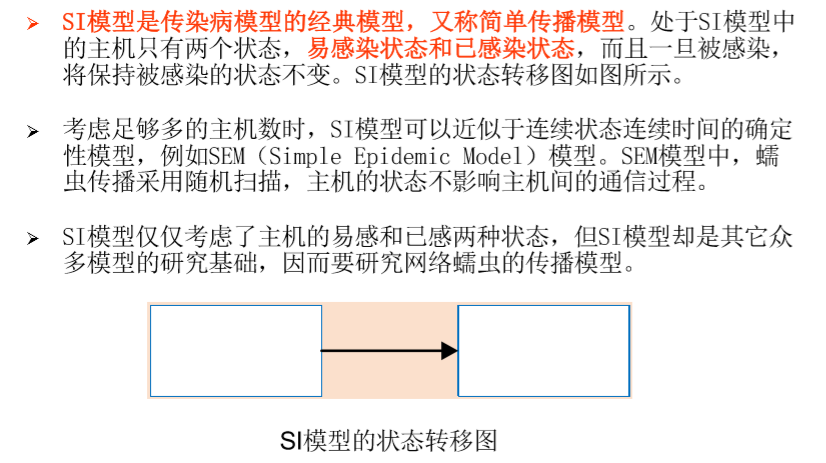 SI模型是传染病模型的经典模型，又称简单传播模型。处于SI模型中
的主机只有两个状态，易感染状态和已感染状态，而且一旦被感染，
将保持被感染的状态不变。SI模型的状态转移图如图所示。
考虑足够多的主机数时，SI模型可以近似于连续状态连续时间的确定
性模型，例如SEM（Simple Epidemic Model）模型。SEM模型中，蠕
虫传播采用随机扫描，主机的状态不影响主机间的通信过程。
SI模型仅仅考虑了主机的易感和已感两种状态，但SI模型却是其它众
多模型的研究基础，因而要研究网络蠕虫的传播模型。
SI模型的状态转移图